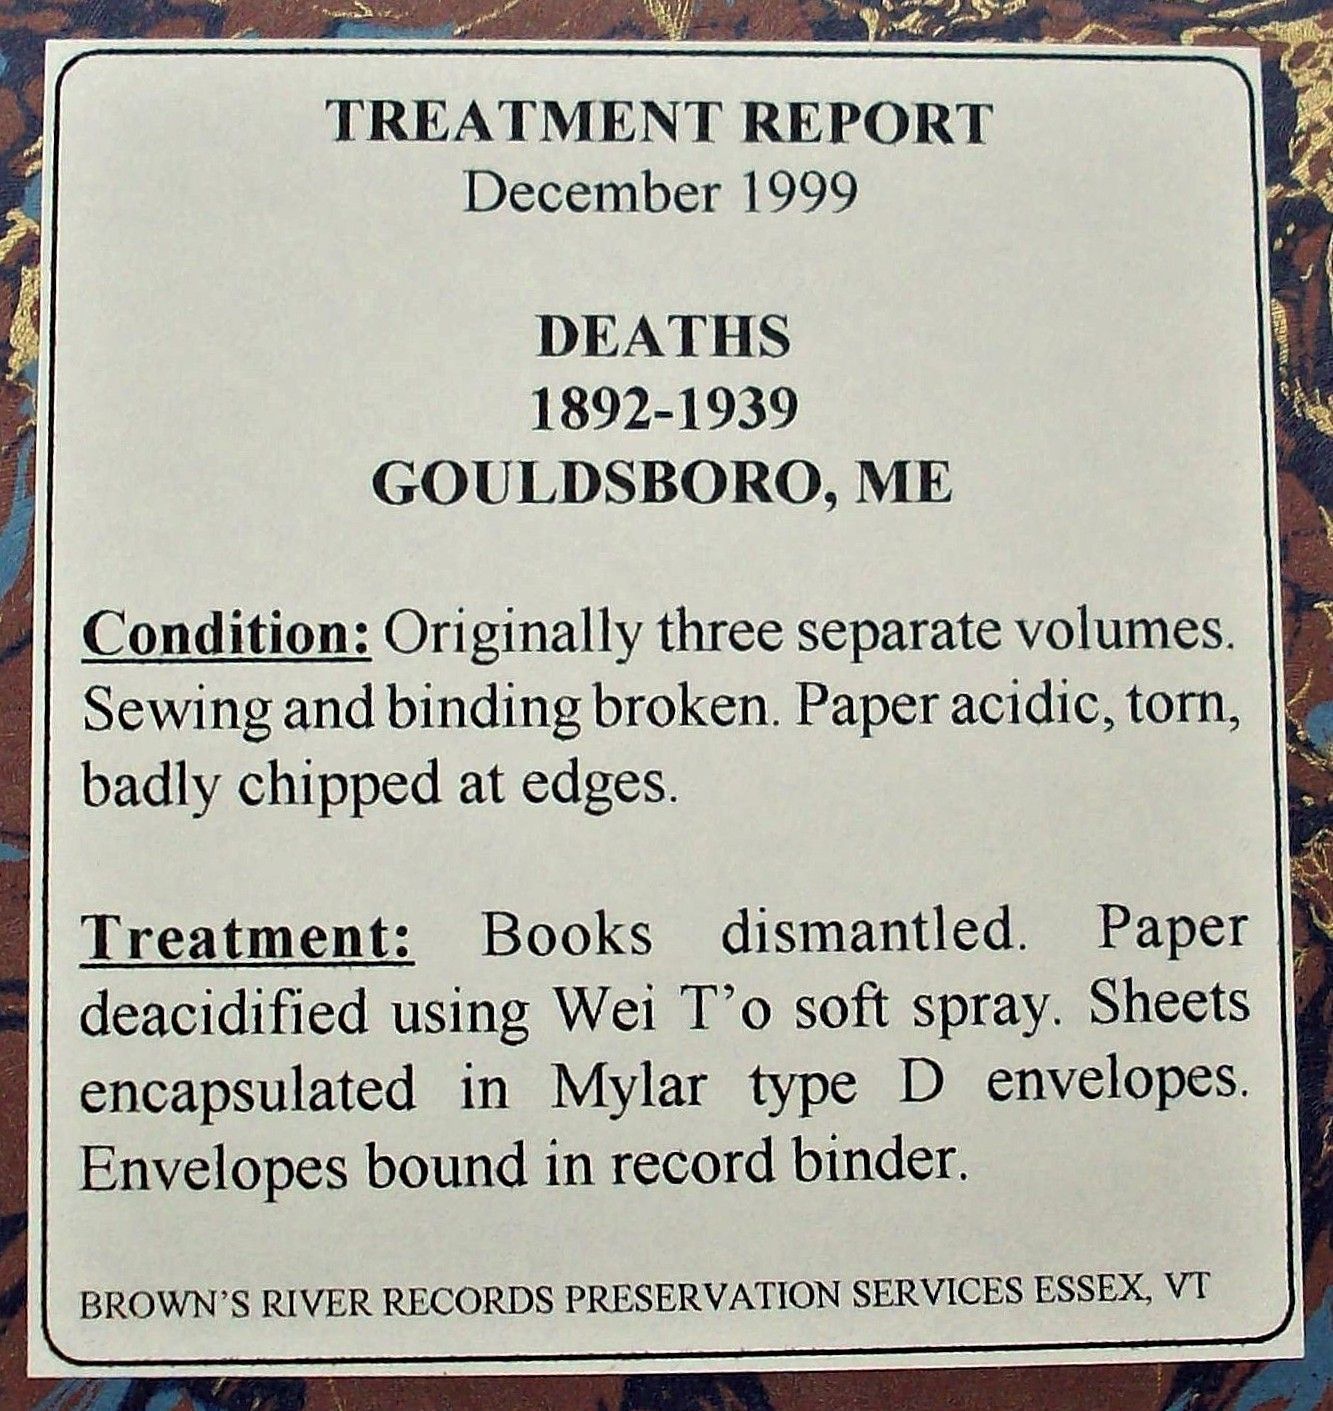 TREATMENT REPORT
December 1999
DEATHS
1892-1939
GOULDSBORO, ME
Condition: Originally three separate volumes.
Sewing and binding broken. Paper acidic, torn,
badly chipped at edges.
Treatment: Books dismantled. Paper
deacidified using Wei T'o soft spray. Sheets
encapsulated in Mylar type D envelopes.
Envelopes bound in record binder.
BROWN'S RIVER RECORDS PRESERVATION SERVICES ESSEX, VT